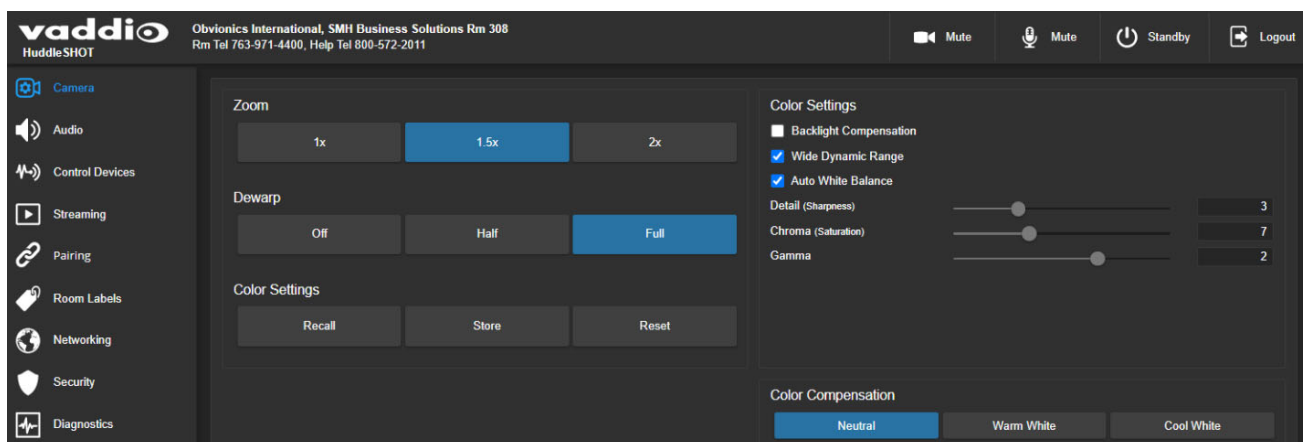 vaddio
HuddleSHOT
Obvionics International, SMH Business Solutions Rm 308
Rm Tel 763-971-4400, Help Tel 800-572-2011
Mute
Mute
Standby
Logout
Camera
Audio
Control Devices
Streaming
Pairing
Room Labels
Networking
Security
Diagnostics
Zoom
1x 1.5x 2x
Dewarp
Off Half Full
Color Settings
Recall Store Reset
Color Settings
Backlight Compensation
Wide Dynamic Range
Auto White Balance
Detail (Sharpness) 3
Chroma (Saturation) 7
Gamma 2
Color Compensation
Neutral Warm White Cool White